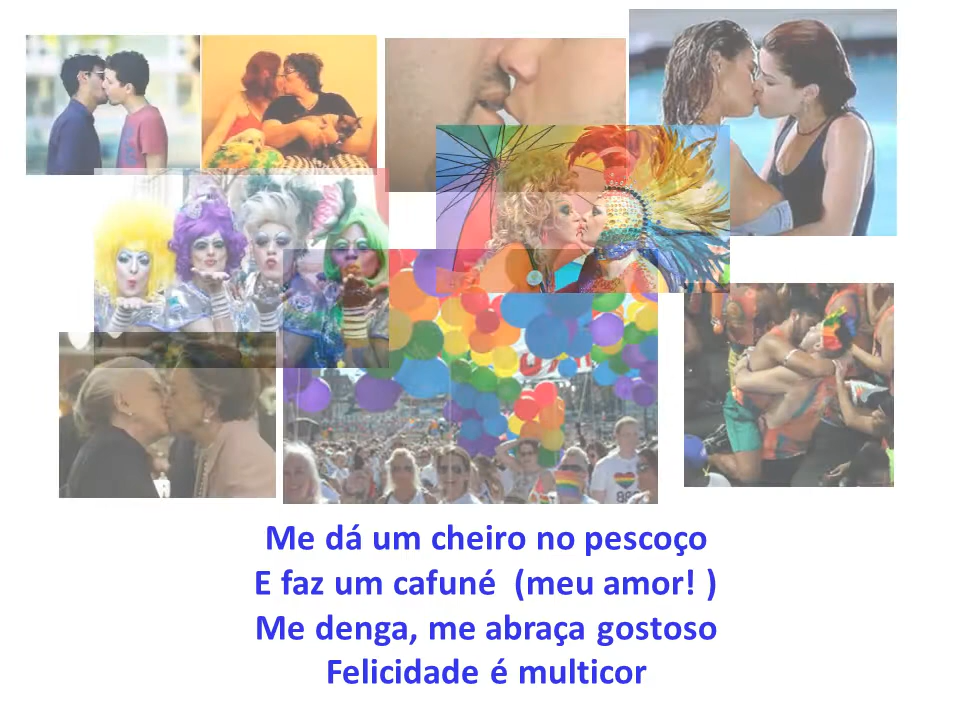 Me dá um cheiro no pescoço
E faz um cafuné  (meu amor! )
Me denga, me abraça gostoso
Felicidade é multicor